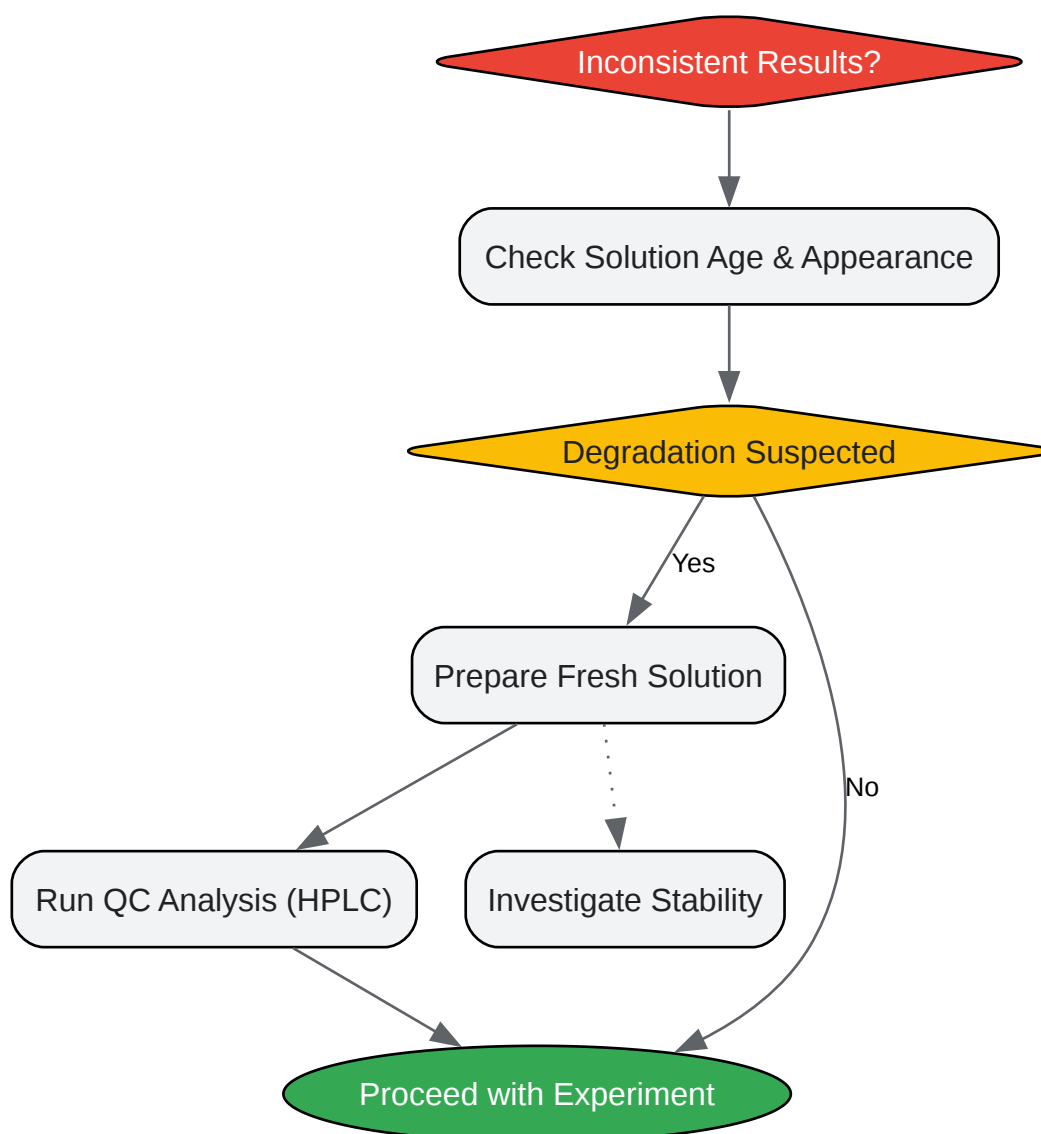 Inconsistent Results?
Check Solution Age & Appearance
Degradation Suspected
Yes
Prepare Fresh Solution
No
Run QC Analysis (HPLC)
Investigate Stability
Proceed with Experiment